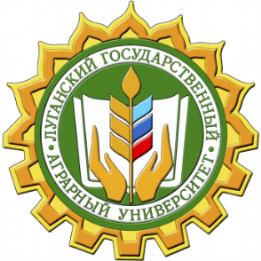 ЛУГАНСКИЙ ГОСУДАРСТВЕННЫЙ
АГРАРНЫЙ УНИВЕРСИТЕТ